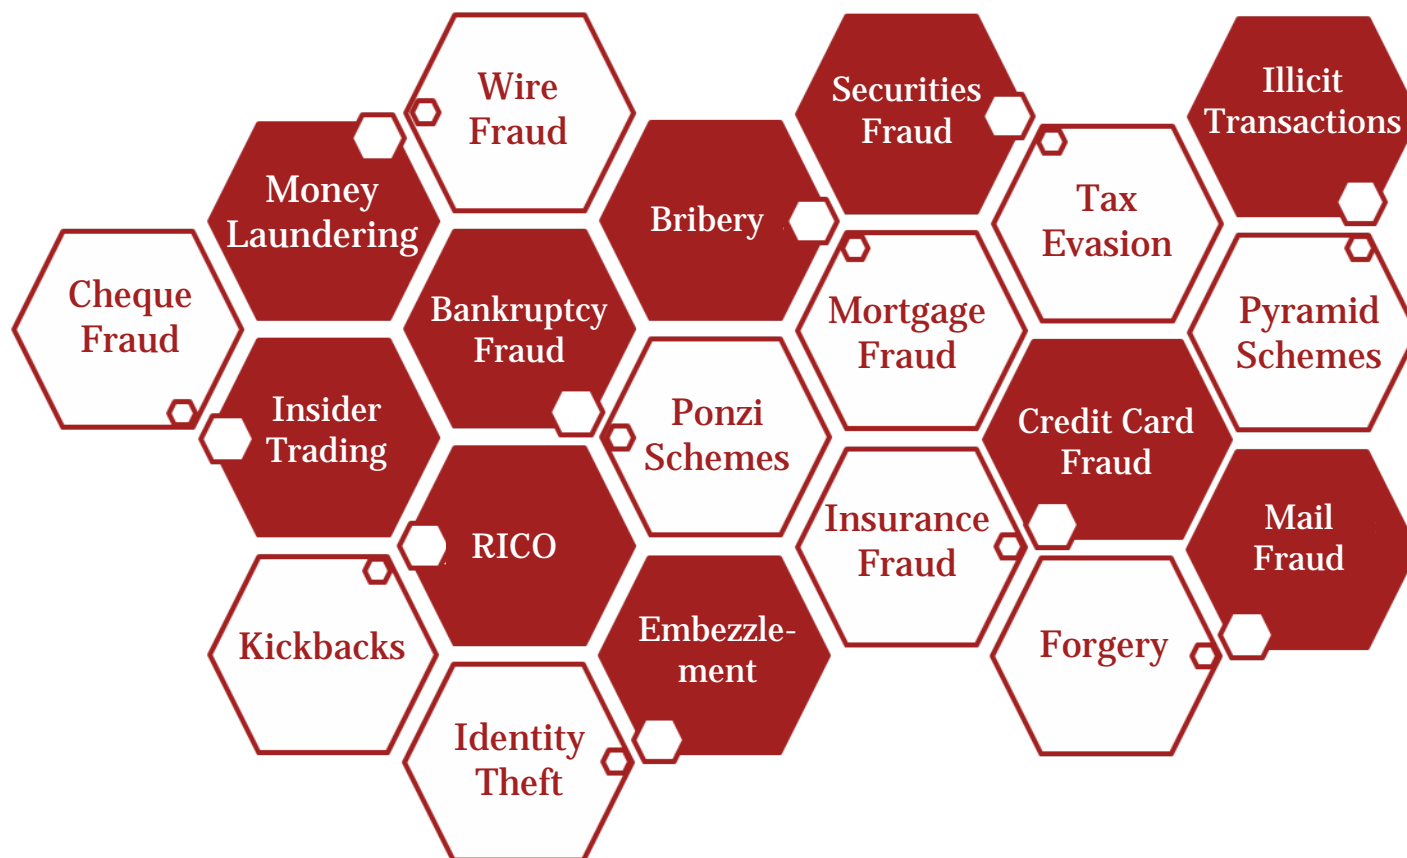 Wire
Fraud
Securities
Fraud
Illicit
Transactions
Money
Laundering
Bribery
Tax
Evasion
Cheque
Fraud
Bankruptcy
Fraud
Mortgage
Fraud
Pyramid
Schemes
Insider
Trading
Ponzi
Schemes
Credit Card
Fraud
RICO
Insurance
Fraud
Mail
Fraud
Kickbacks
Embezzle-
ment
Forgery
Identity
Theft